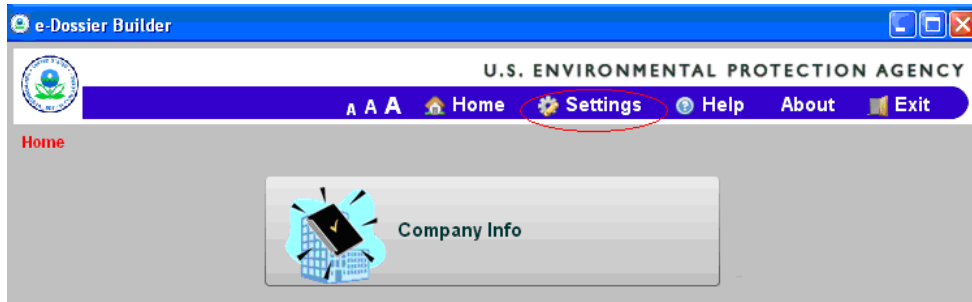 e-Dossier Builder
U.S. ENVIRONMENTAL PROTECTION AGENCY
A A A Home Settings Help About Exit
Home
Company Info